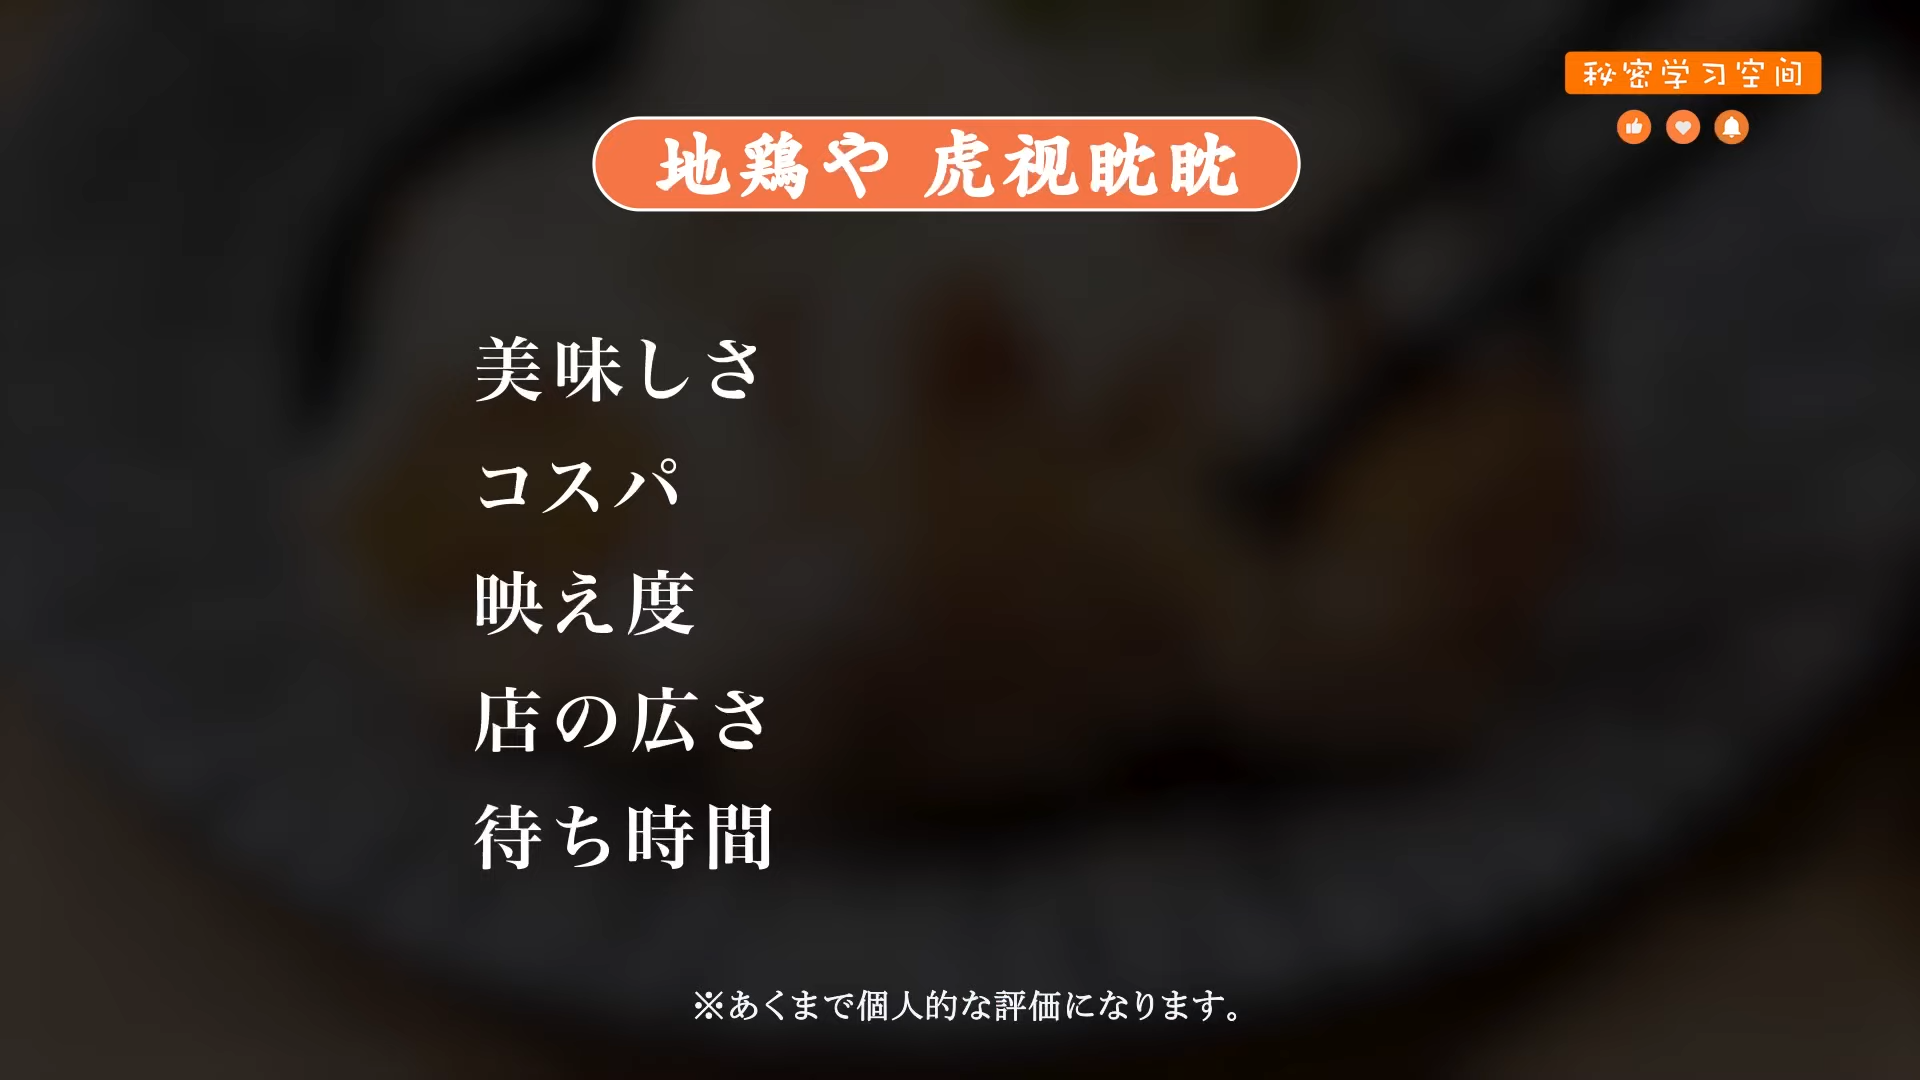 秘密学习空间
地鶏や 虎视眈眈
美味しさ
コスパ
映え度
店の広さ
待ち時間
※あくまで個人的な評価になります。